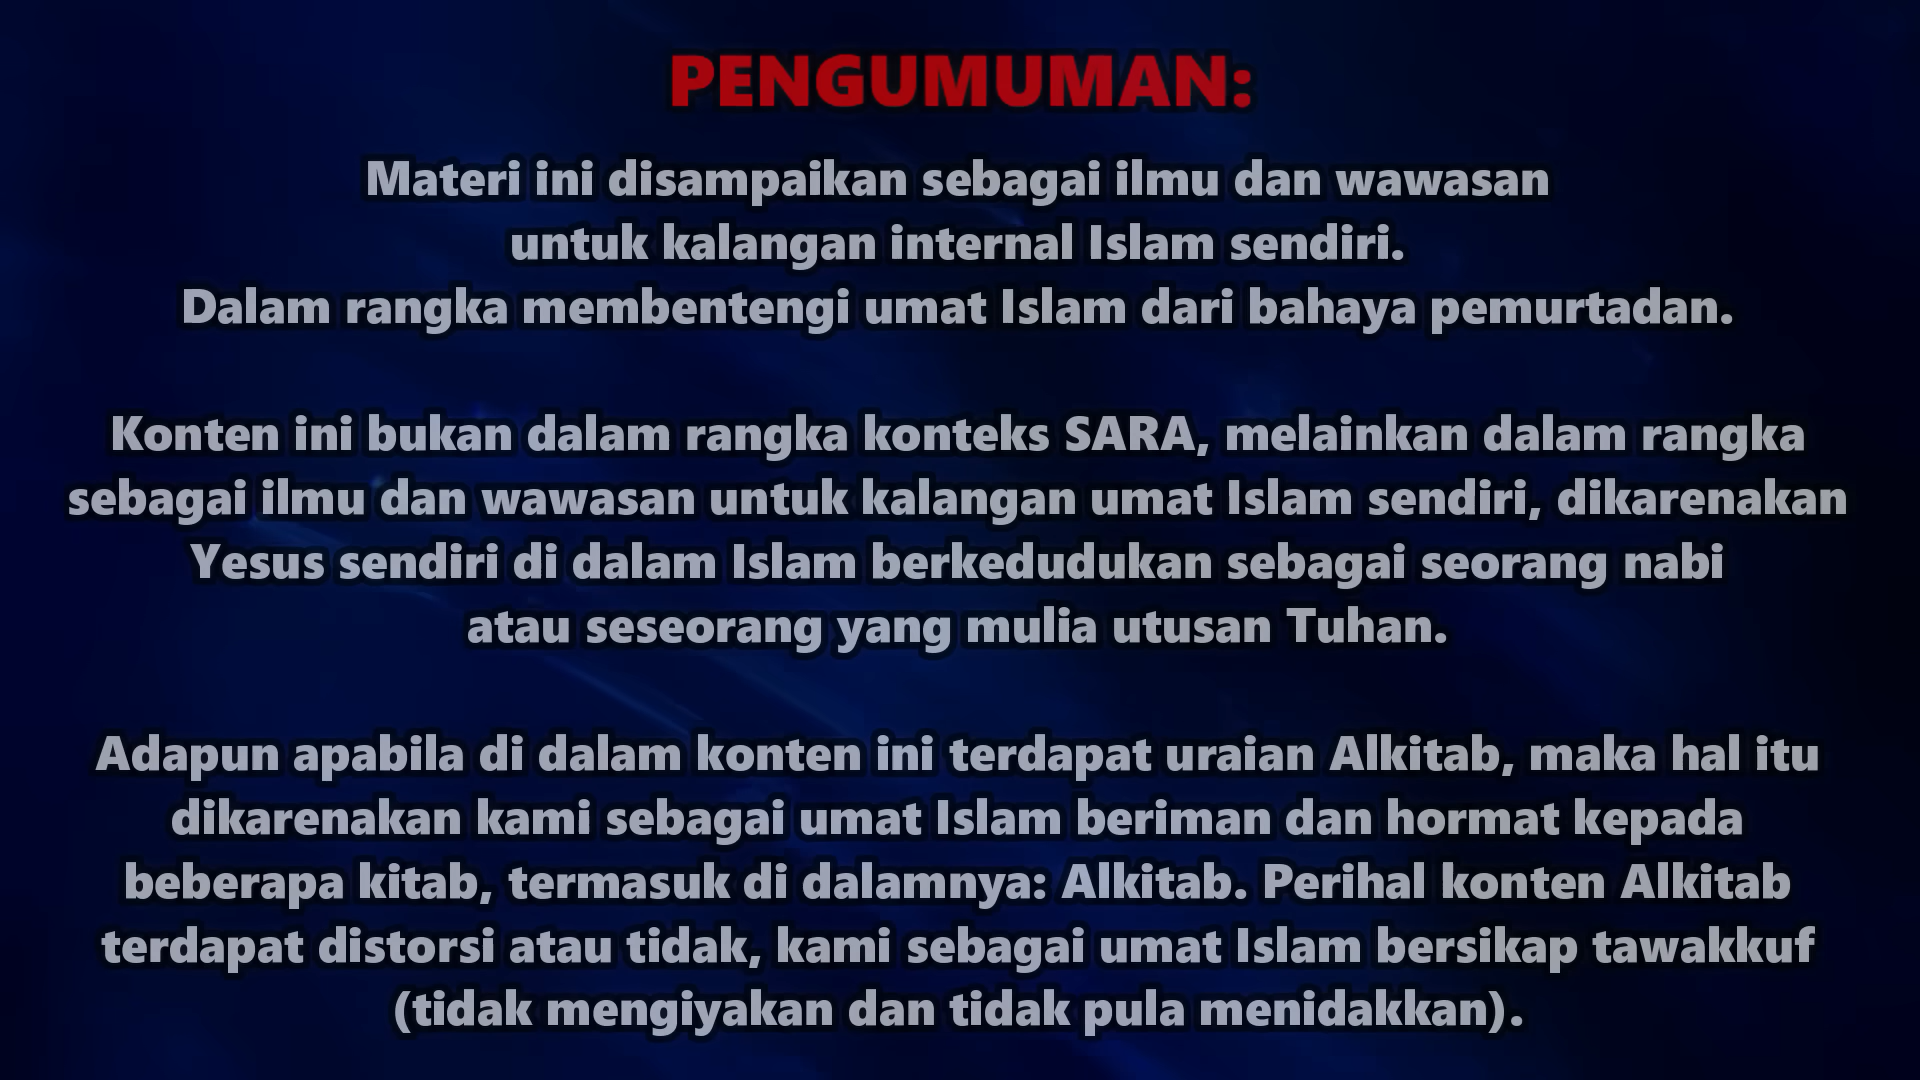 PENGUMUMAN:
Materi ini disampaikan sebagai ilmu dan wawasan
untuk kalangan internal Islam sendiri.
Dalam rangka membentengi umat Islam dari bahaya pemurtadan.
Konten ini bukan dalam rangka konteks SARA, melainkan dalam rangka
sebagai ilmu dan wawasan untuk kalangan umat Islam sendiri, dikarenakan
Yesus sendiri di dalam Islam berkedudukan sebagai seorang nabi
atau seseorang yang mulia utusan Tuhan.
Adapun apabila di dalam konten ini terdapat uraian Alkitab, maka hal itu
dikarenakan kami sebagai umat Islam beriman dan hormat kepada
beberapa kitab, termasuk di dalamnya: Alkitab. Perihal konten Alkitab
terdapat distorsi atau tidak, kami sebagai umat Islam bersikap tawakkuf
(tidak mengiyakan dan tidak pula menidakkan).